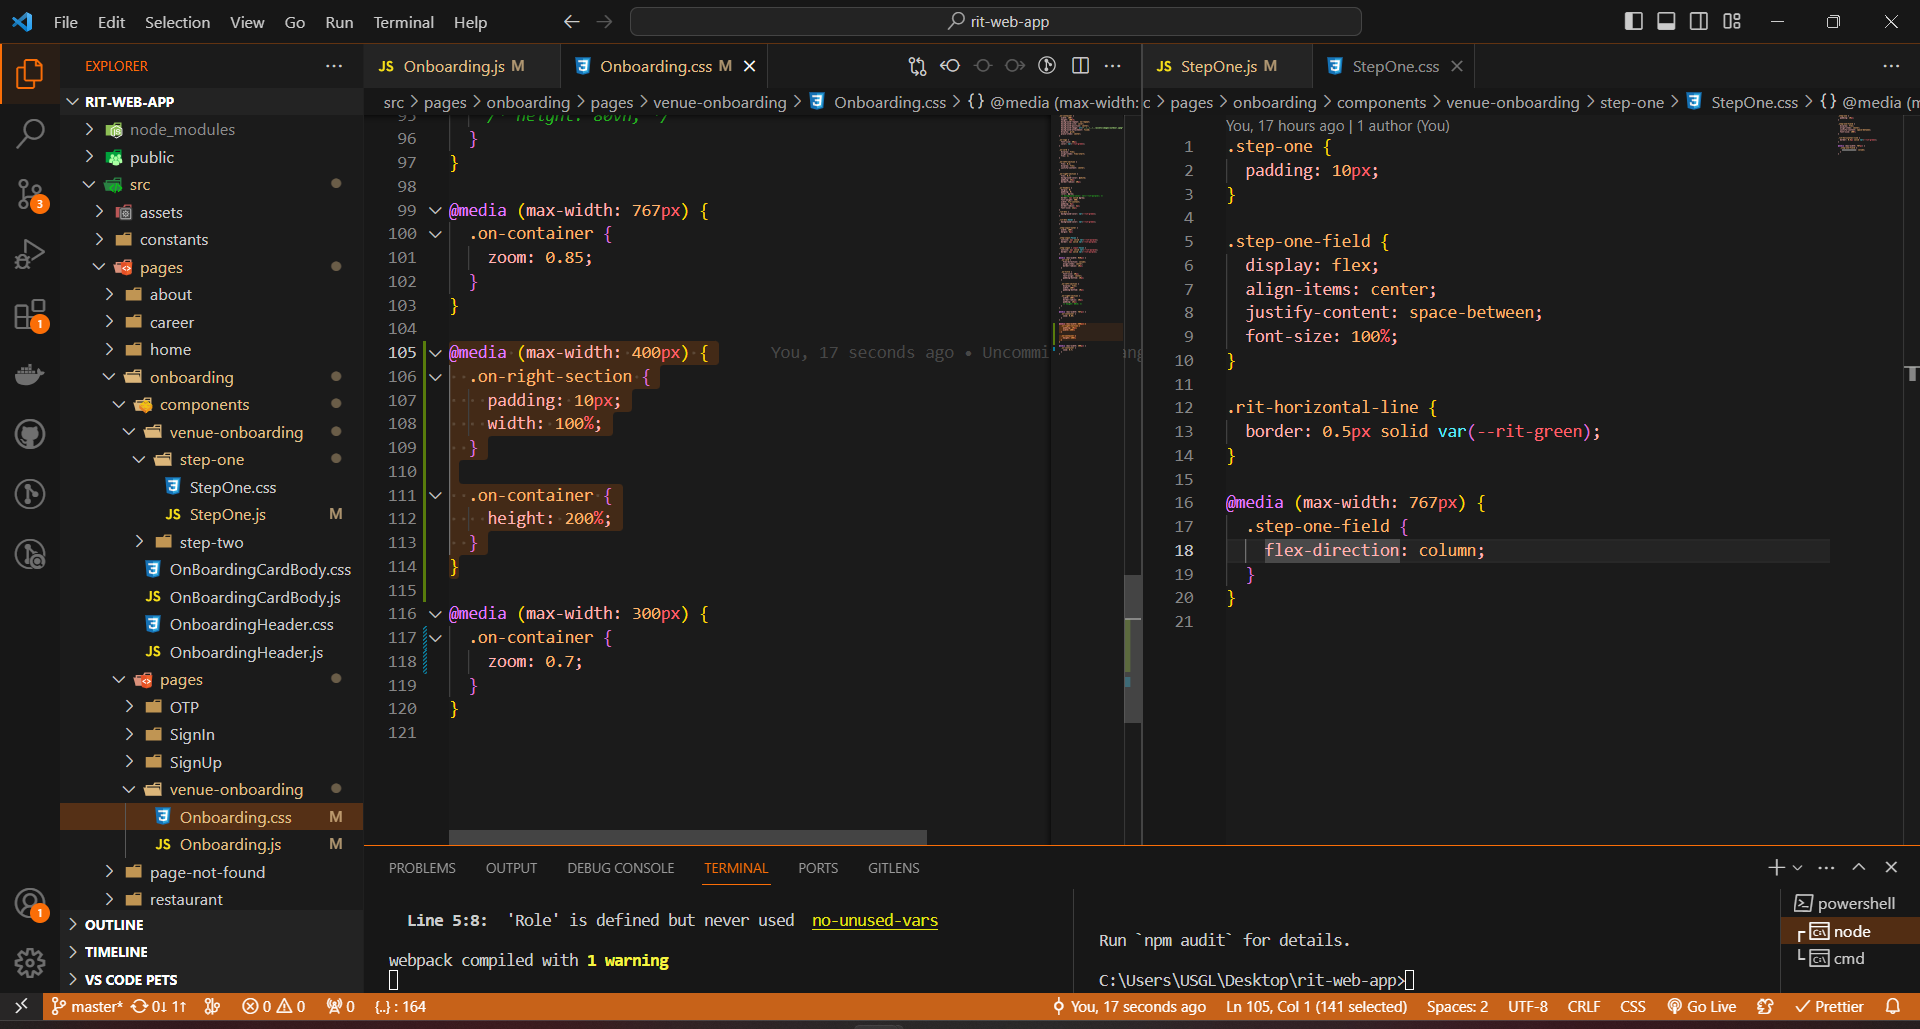 File Edit Selection View Go Run Terminal Help
rit-web-app
EXPLORER
RIT-WEB-APP
node_modules
public
src
assets
constants
pages
about
career
home
onboarding
components
venue-onboarding
step-one
StepOne.css
StepOne.js M
step-two
OnBoardingCardBody.css
OnBoardingCardBody.js
OnboardingHeader.css
OnboardingHeader.js
pages
OTP
SignIn
SignUp
venue-onboarding
Onboarding.css M
Onboarding.js M
page-not-found
restaurant
OUTLINE
TIMELINE
VS CODE PETS
JS Onboarding.js M Onboarding.css M
src > pages > onboarding > pages > venue-onboarding > Onboarding.css > {} @media (max-width:
95 /* height: 80vh; */
96 }
97 }
98
99 @media (max-width: 767px) {
100 .on-container {
101 zoom: 0.85;
102 }
103 }
104
105 @media (max-width: 400px) { You, 17 seconds ago • Uncommi
106 .on-right-section {
107 padding: 10px;
108 width: 100%;
109 }
110
111 .on-container {
112 height: 200%;
113 }
114 }
115
116 @media (max-width: 300px) {
117 .on-container {
118 zoom: 0.7;
119 }
120 }
121
JS StepOne.js M StepOne.css
c > pages > onboarding > components > venue-onboarding > step-one > StepOne.css > {} @media (m
You, 17 hours ago | 1 author (You)
1 .step-one {
2 padding: 10px;
3 }
4
5 .step-one-field {
6 display: flex;
7 align-items: center;
8 justify-content: space-between;
9 font-size: 100%;
10 }
11
12 .rit-horizontal-line {
13 border: 0.5px solid var(--rit-green);
14 }
15
16 @media (max-width: 767px) {
17 .step-one-field {
18 flex-direction: column;
19 }
20 }
21
PROBLEMS OUTPUT DEBUG CONSOLE TERMINAL PORTS GITLENS
Line 5:8: 'Role' is defined but never used no-unused-vars
webpack compiled with 1 warning
Run `npm audit` for details.
C:\Users\USGL\Desktop\rit-web-app>
powershell
node
cmd
master* 0↓ 1↑ 0 0 0 {..} : 164 You, 17 seconds ago Ln 105, Col 1 (141 selected) Spaces: 2 UTF-8 CRLF CSS Go Live Prettier